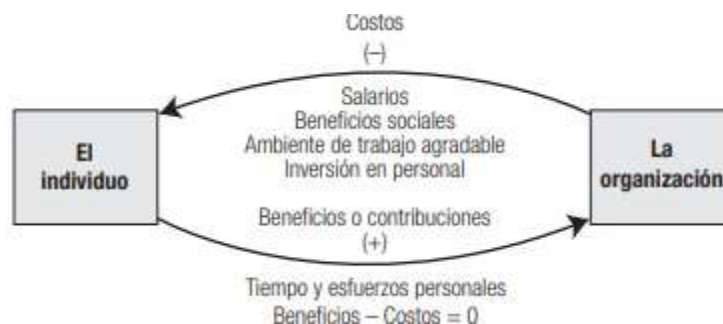 Costos
(–)
Salarios
Beneficios sociales
Ambiente de trabajo agradable
Inversión en personal
El
individuo
La
organización
Beneficios o contribuciones
(+)
Tiempo y esfuerzos personales
Beneficios – Costos = 0